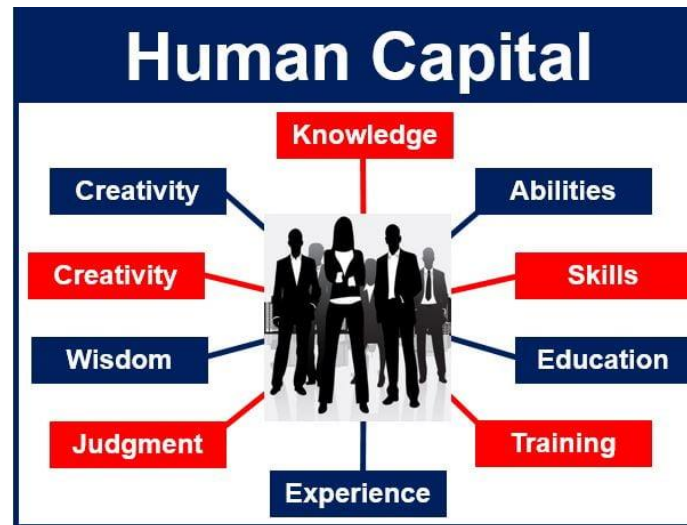 Human Capital
Knowledge
Creativity
Abilities
Creativity
Skills
Wisdom
Education
Judgment
Training
Experience